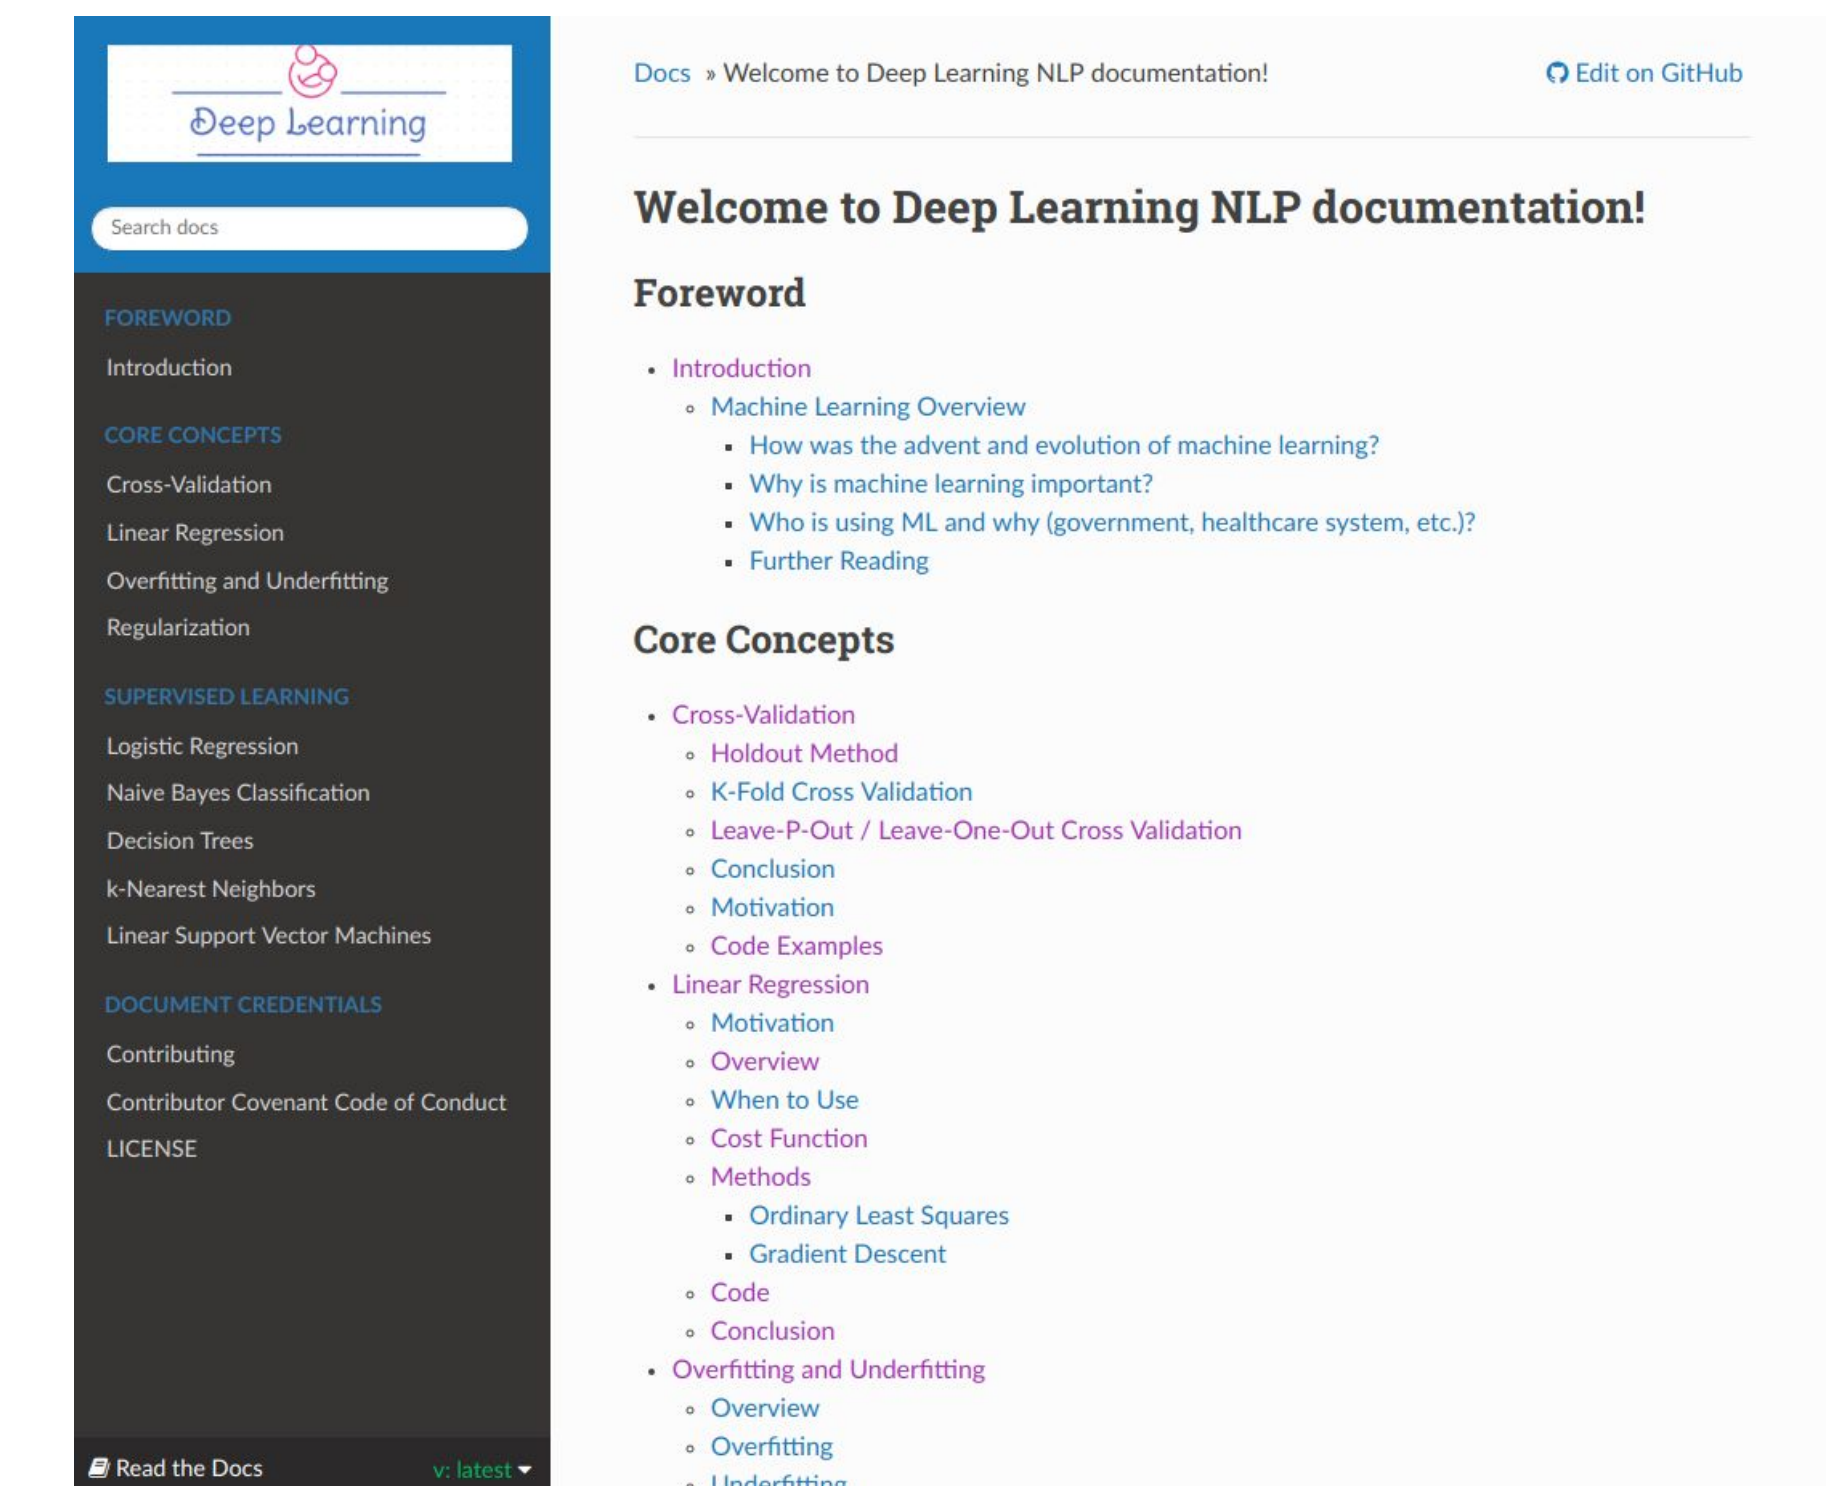 Deep Learning
Search docs
FOREWORD
Introduction
CORE CONCEPTS
Cross-Validation
Linear Regression
Overfitting and Underfitting
Regularization
SUPERVISED LEARNING
Logistic Regression
Naive Bayes Classification
Decision Trees
k-Nearest Neighbors
Linear Support Vector Machines
DOCUMENT CREDENTIALS
Contributing
Contributor Covenant Code of Conduct
LICENSE
Read the Docs v: latest
Docs » Welcome to Deep Learning NLP documentation! Edit on GitHub
Welcome to Deep Learning NLP documentation!
Foreword
• Introduction
◦ Machine Learning Overview
▪ How was the advent and evolution of machine learning?
▪ Why is machine learning important?
▪ Who is using ML and why (government, healthcare system, etc.)?
▪ Further Reading
Core Concepts
• Cross-Validation
◦ Holdout Method
◦ K-Fold Cross Validation
◦ Leave-P-Out / Leave-One-Out Cross Validation
◦ Conclusion
◦ Motivation
◦ Code Examples
• Linear Regression
◦ Motivation
◦ Overview
◦ When to Use
◦ Cost Function
◦ Methods
▪ Ordinary Least Squares
▪ Gradient Descent
◦ Code
◦ Conclusion
• Overfitting and Underfitting
◦ Overview
◦ Overfitting
◦ Underfitting